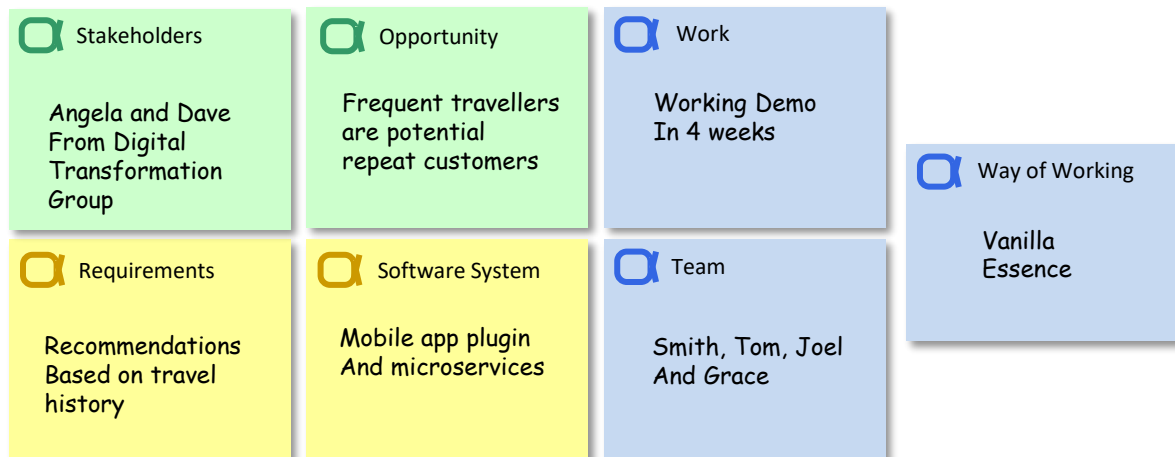 Stakeholders
Angela and Dave
From Digital
Transformation
Group
Opportunity
Frequent travellers
are potential
repeat customers
Work
Working Demo
In 4 weeks
Way of Working
Vanilla
Essence
Requirements
Recommendations
Based on travel
history
Software System
Mobile app plugin
And microservices
Team
Smith, Tom, Joel
And Grace